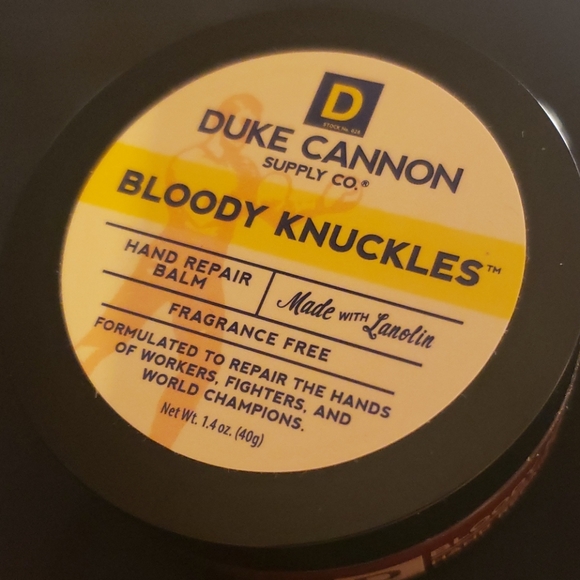 D
DUKE CANNON
SUPPLY CO.®
BLOODY KNUCKLES™
HAND REPAIR
BALM
Made WITH Lanolin
FRAGRANCE FREE
FORMULATED TO REPAIR THE HANDS
OF WORKERS, FIGHTERS, AND
WORLD CHAMPIONS.
Net Wt. 1.4 oz. (40g)